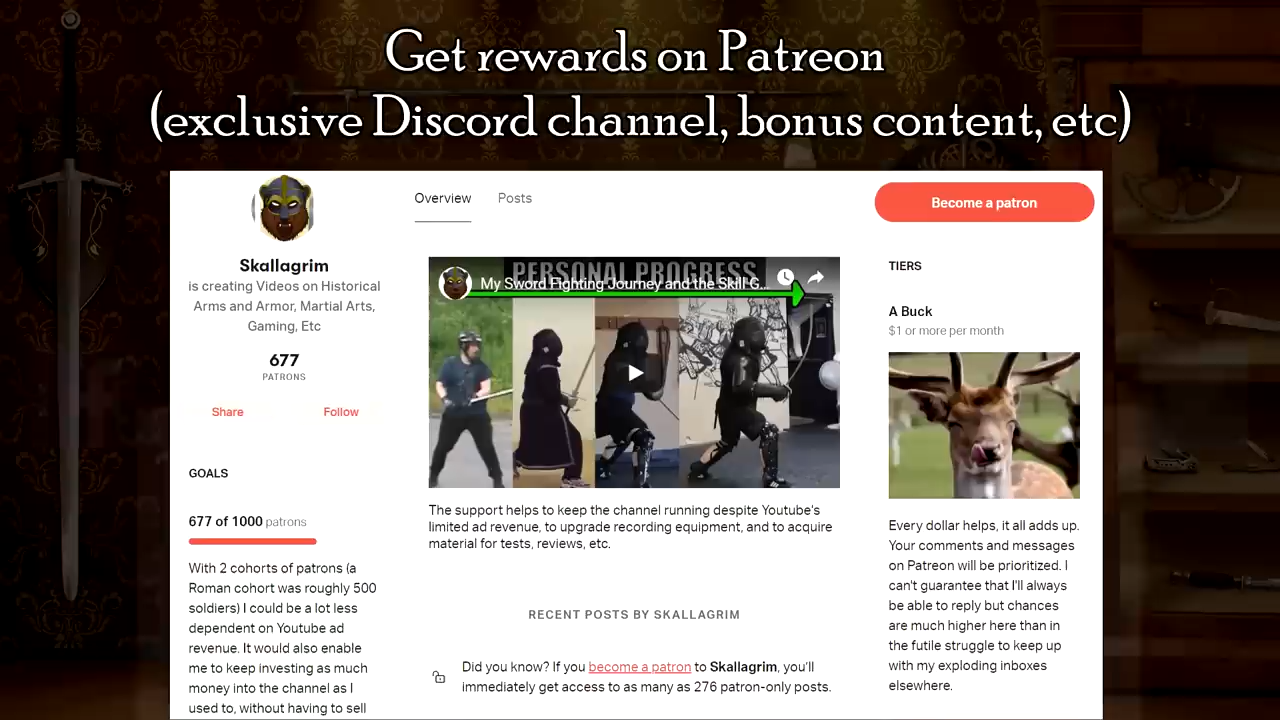 Get rewards on Patreon
(exclusive Discord channel, bonus content, etc)
Skallagrim
is creating Videos on Historical
Arms and Armor, Martial Arts,
Gaming, Etc
677
PATRONS
Share
Follow
GOALS
677 of 1000 patrons
With 2 cohorts of patrons (a
Roman cohort was roughly 500
soldiers) I could be a lot less
dependent on Youtube ad
revenue. It would also enable
me to keep investing as much
money into the channel as I
used to, without having to sell
Overview
Posts
PERSONAL PROGRESS
My Sword Fighting Journey and the Skill G...
The support helps to keep the channel running despite Youtube's
limited ad revenue, to upgrade recording equipment, and to acquire
material for tests, reviews, etc.
RECENT POSTS BY SKALLAGRIM
Did you know? If you become a patron to Skallagrim, you'll
immediately get access to as many as 276 patron-only posts.
Become a patron
TIERS
A Buck
$1 or more per month
Every dollar helps, it all adds up.
Your comments and messages
on Patreon will be prioritized. I
can't guarantee that I'll always
be able to reply but chances
are much higher here than in
the futile struggle to keep up
with my exploding inboxes
elsewhere.